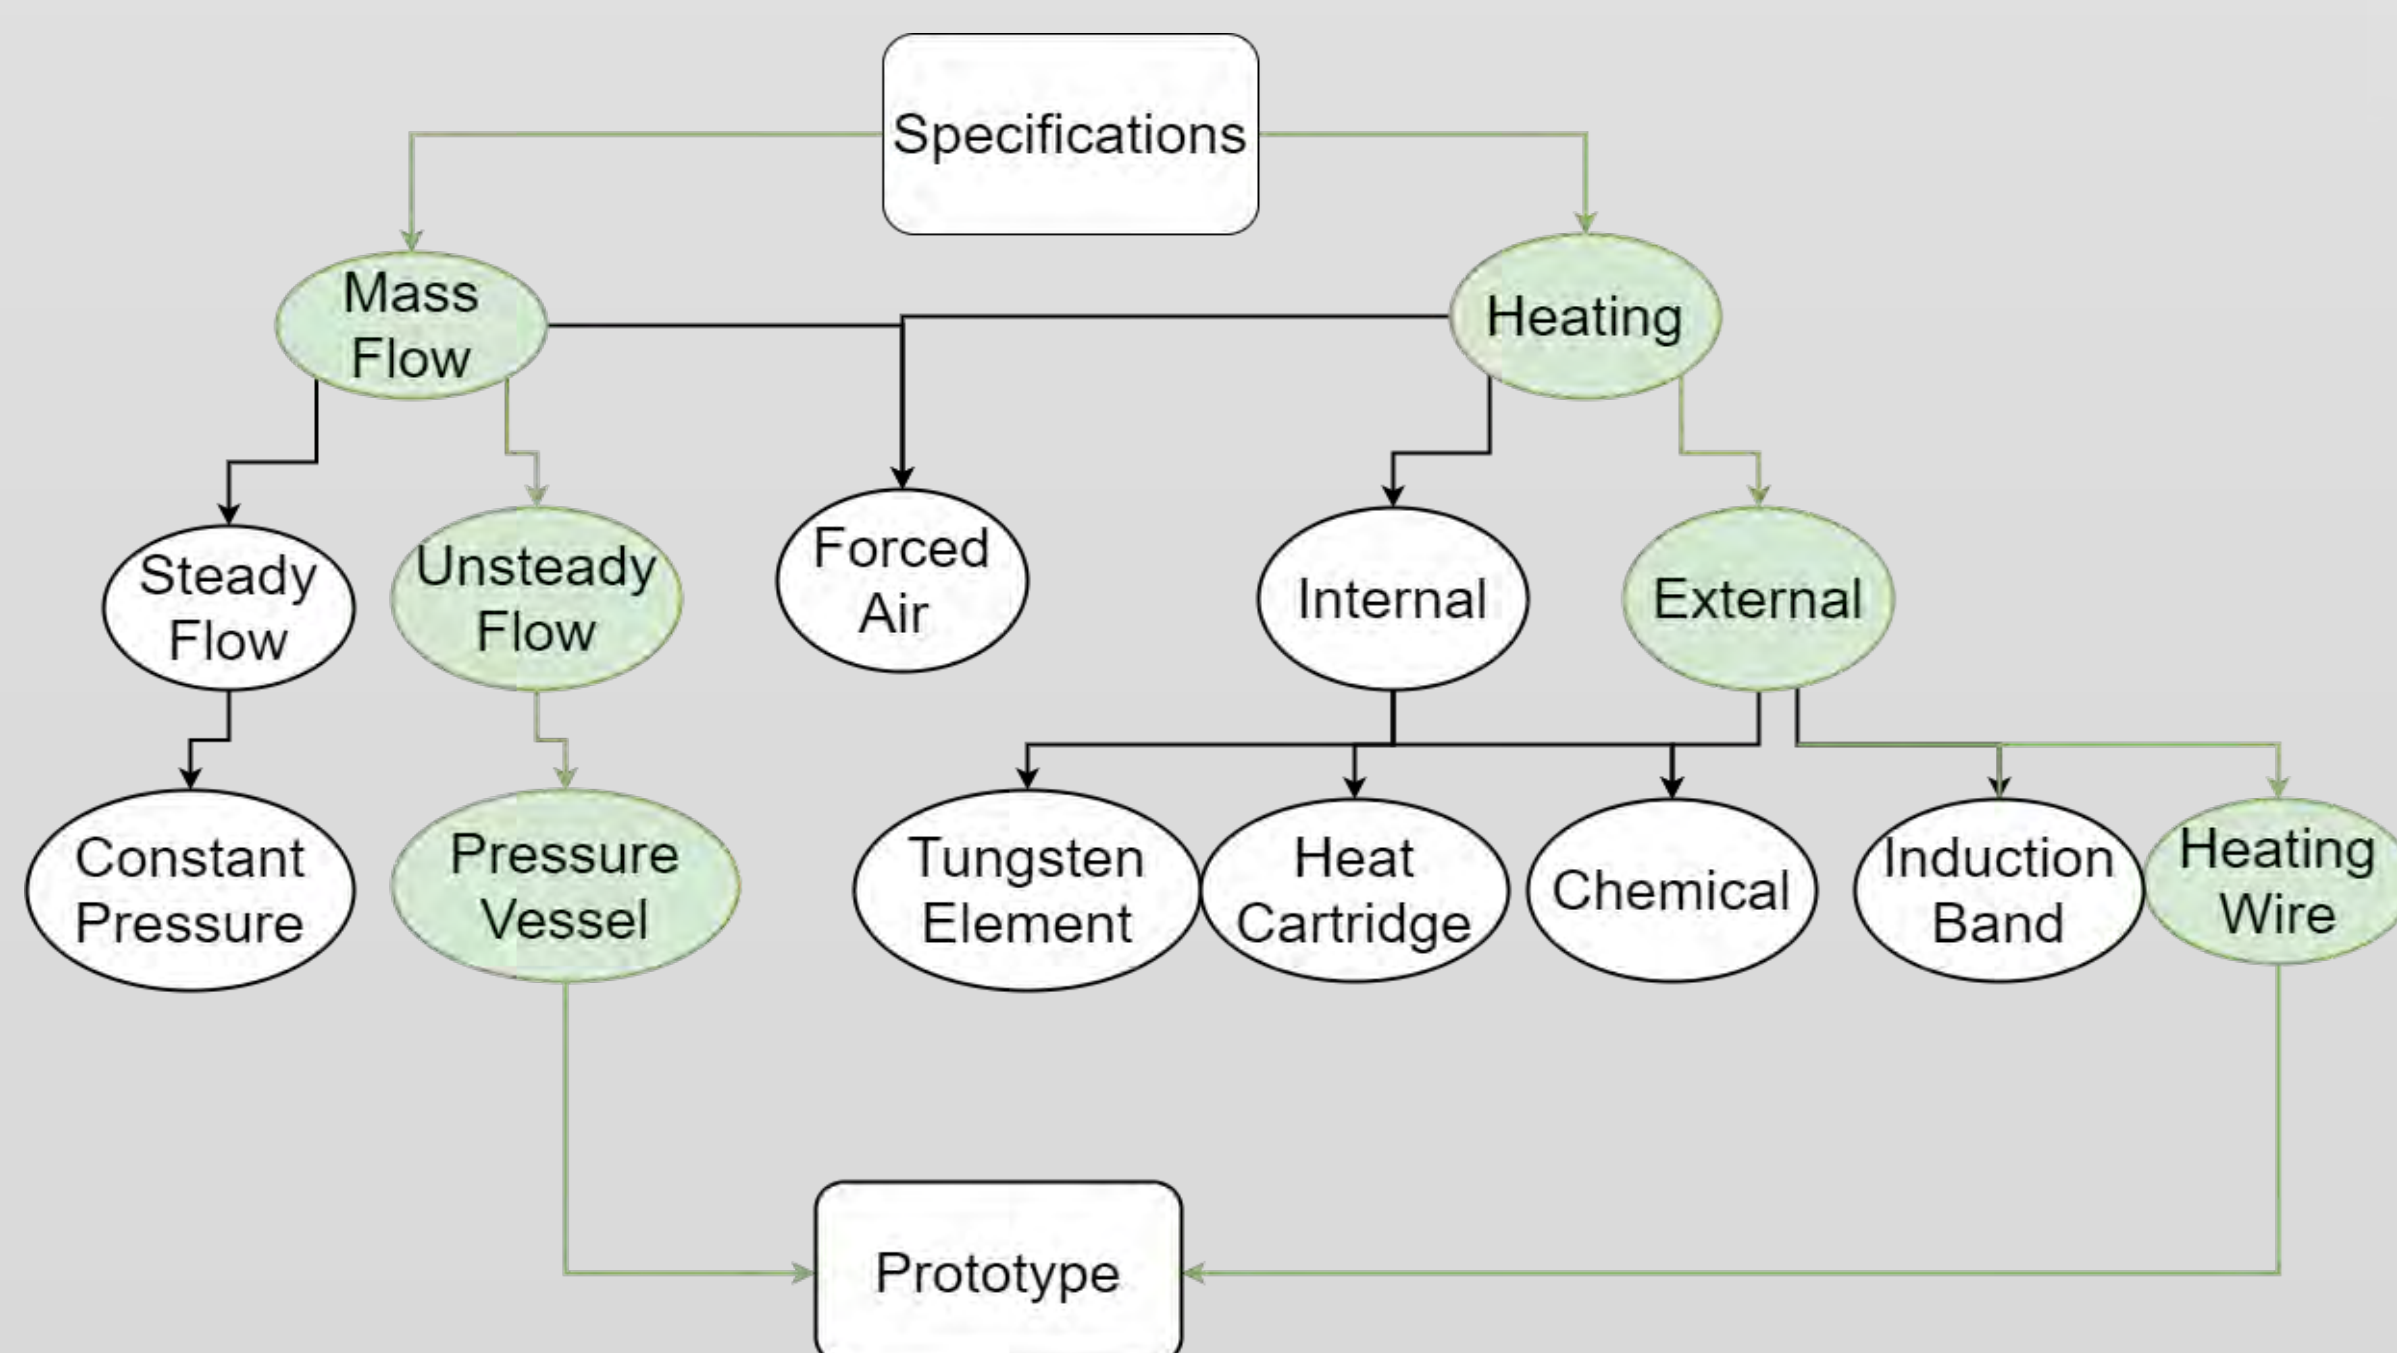 Specifications
Mass
Flow
Heating
Steady
Flow
Unsteady
Flow
Forced
Air
Internal
External
Constant
Pressure
Pressure
Vessel
Tungsten
Element
Heat
Cartridge
Chemical
Induction
Band
Heating
Wire
Prototype